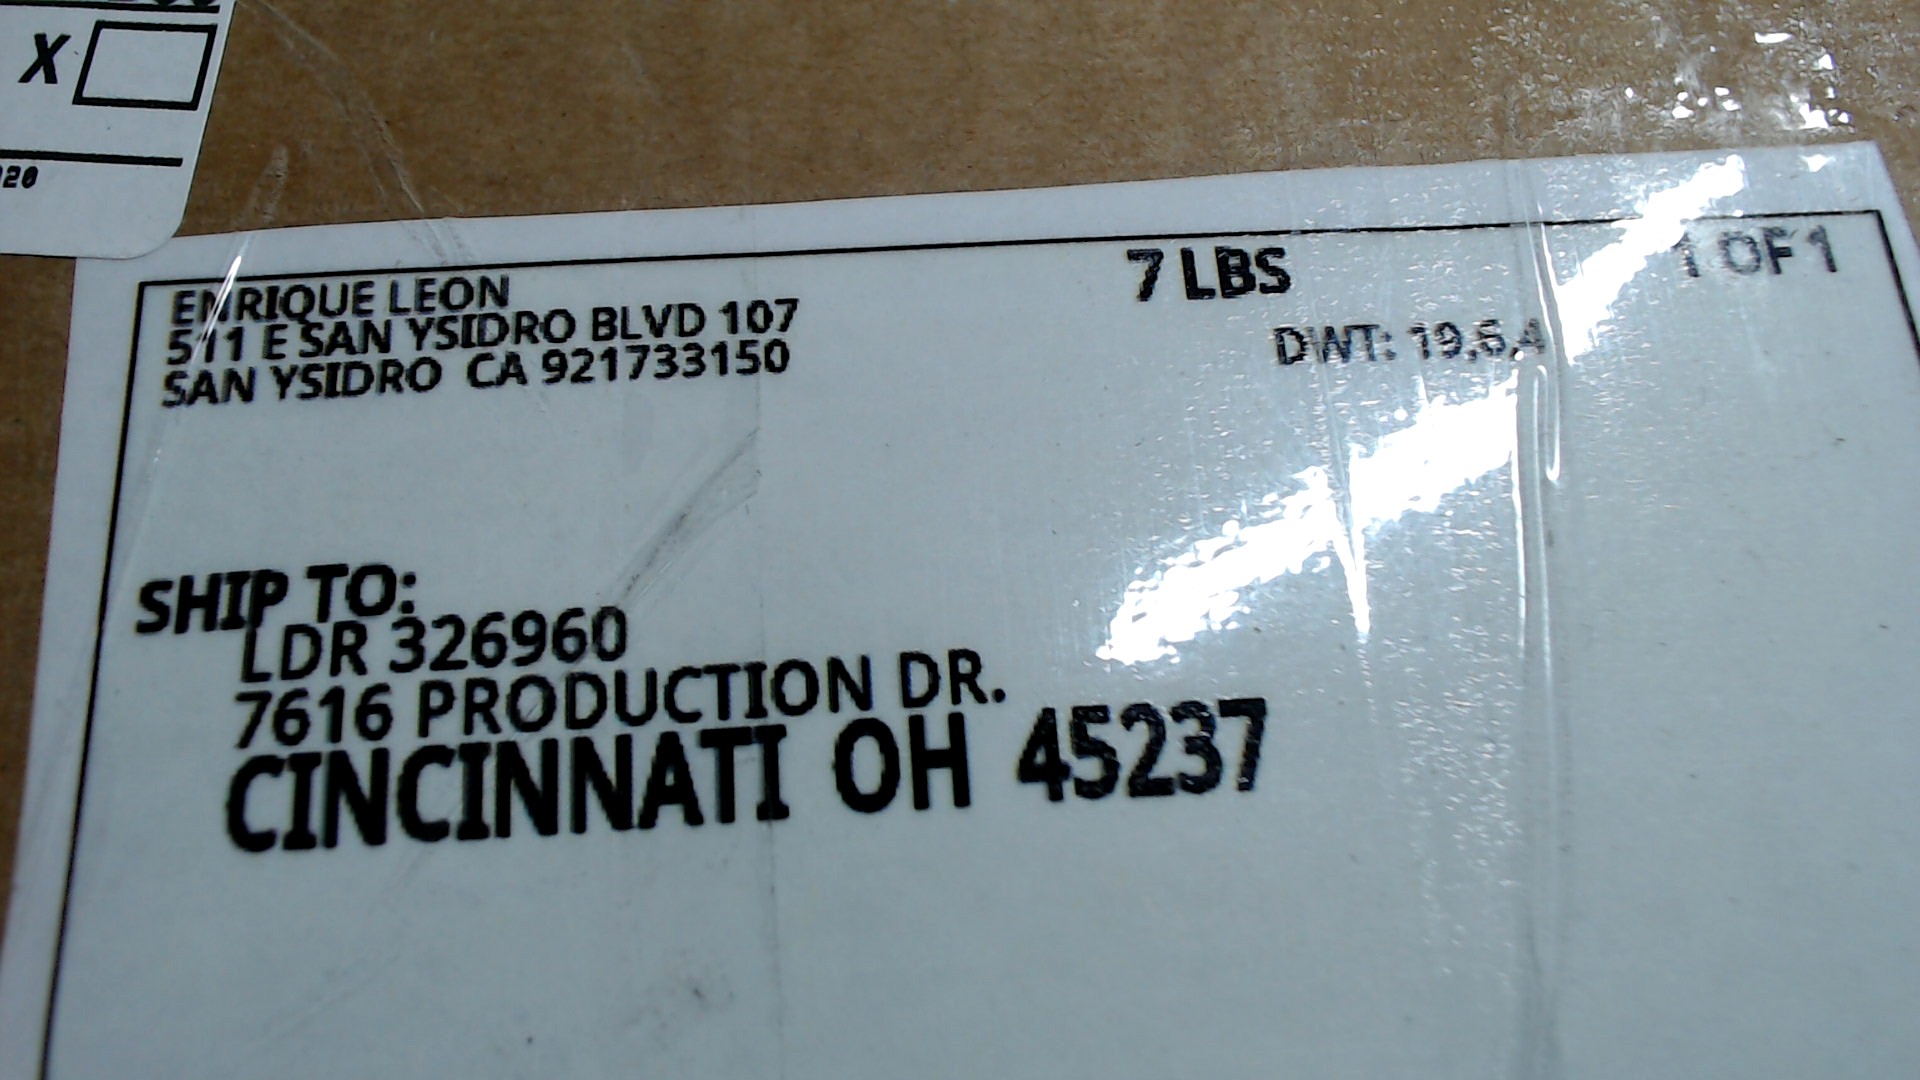 X
ENRIQUE LEON
511 E SAN YSIDRO BLVD 107
SAN YSIDRO CA 921733150
7 LBS
1 OF 1
DWT: 19,6,4
SHIP TO:
LDR 326960
7616 PRODUCTION DR.
CINCINNATI OH 45237